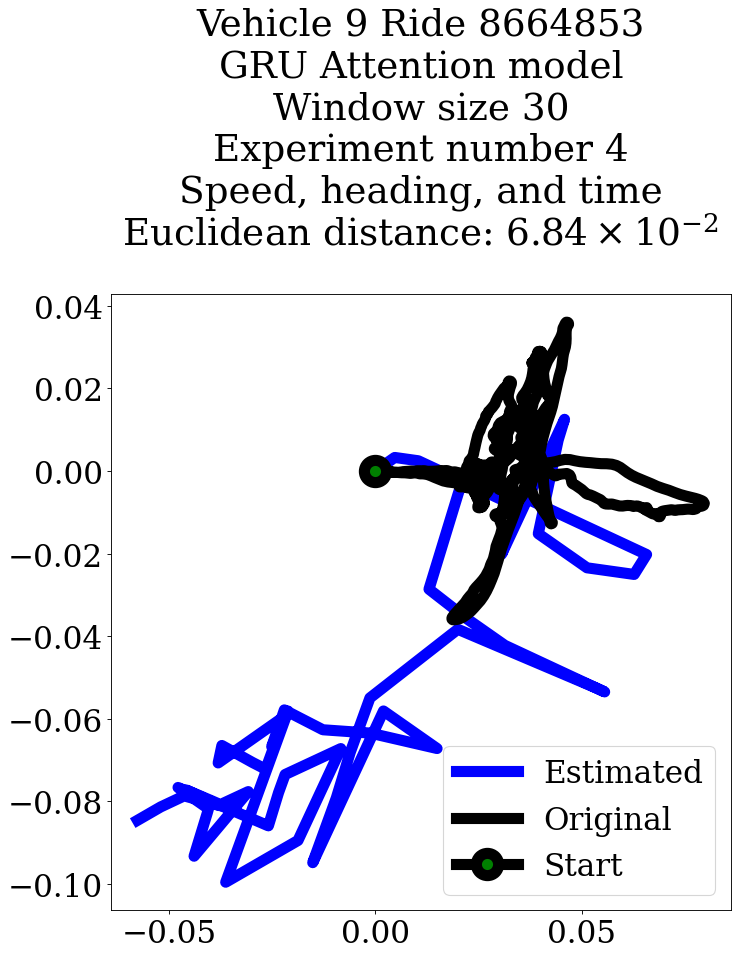 Vehicle 9 Ride 8664853
GRU Attention model
Window size 30
Experiment number 4
Speed, heading, and time
Euclidean distance: 6.84 × 10⁻²
0.04
0.02
0.00
−0.02
−0.04
−0.06
−0.08
−0.10
Estimated
Original
Start
−0.05 0.00 0.05